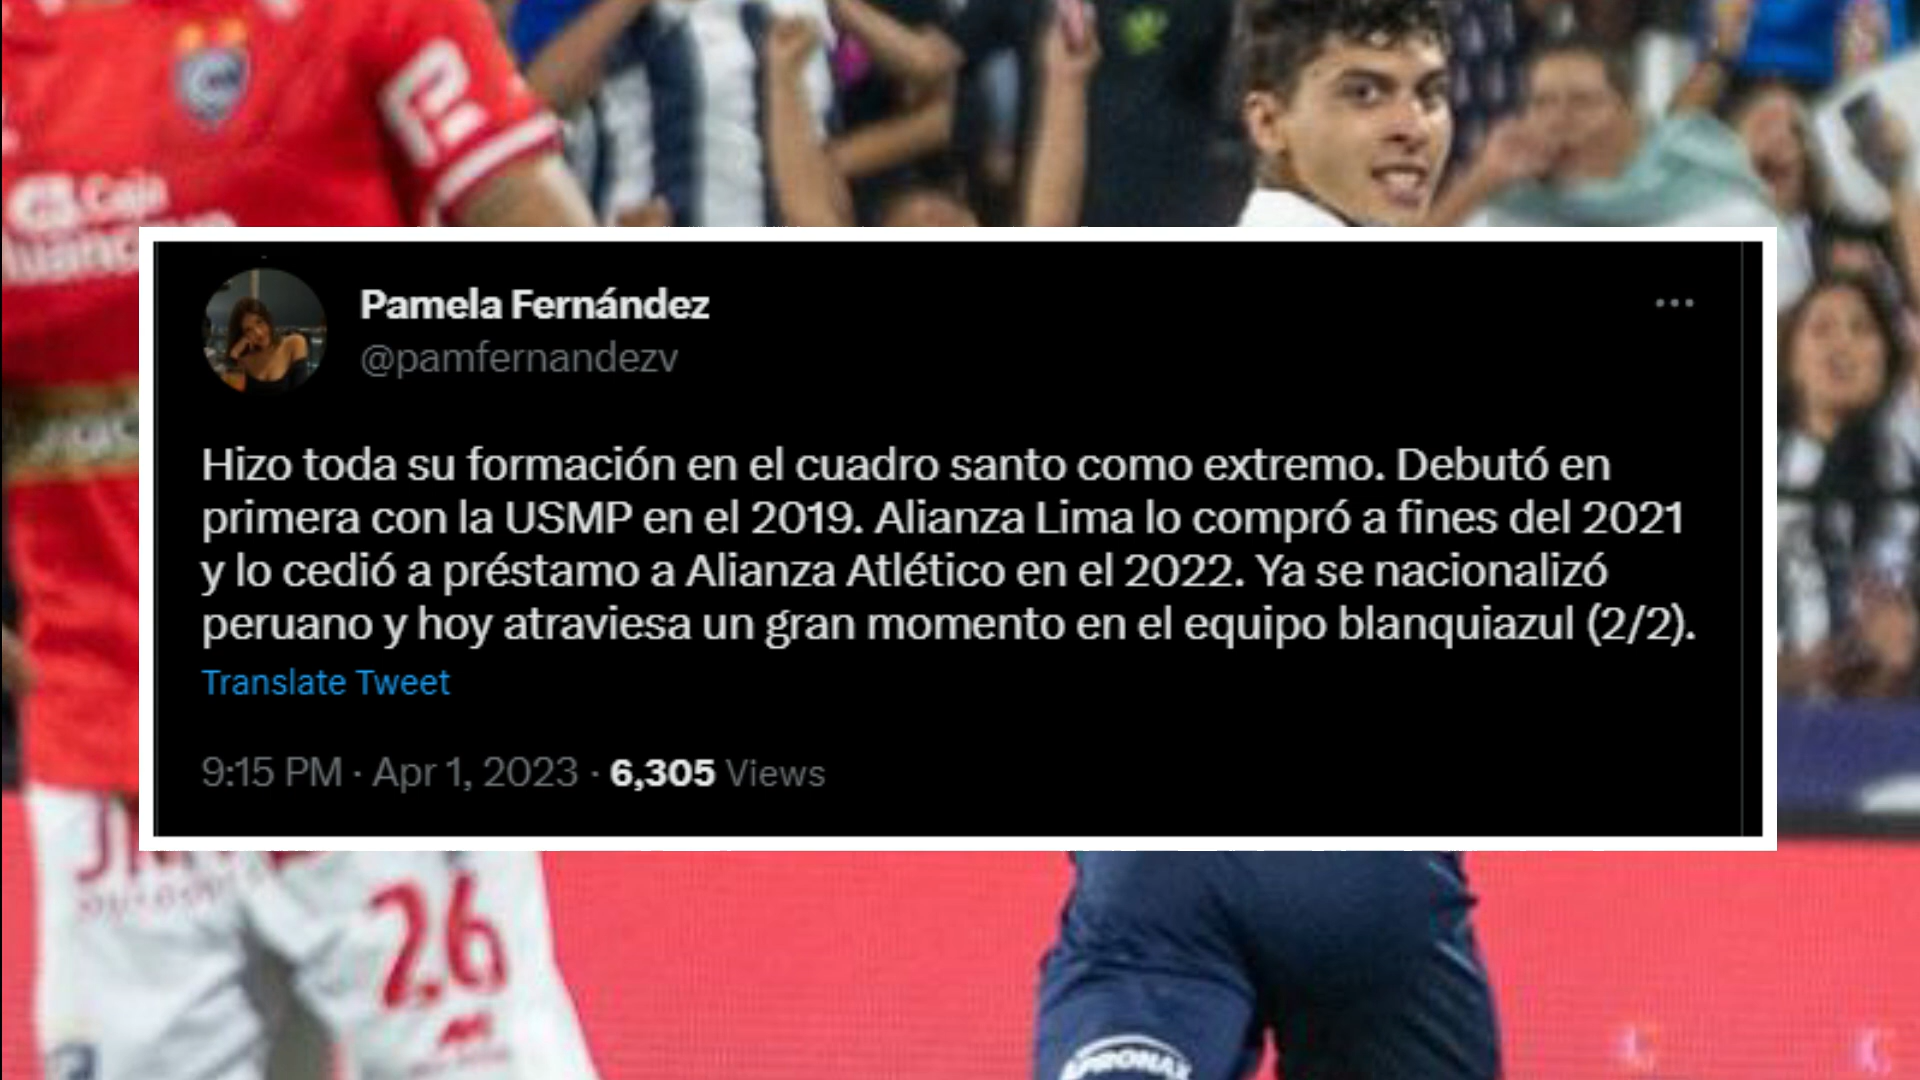 Caja
Huancayo
Pamela Fernández
@pamfernandezv
Hizo toda su formación en el cuadro santo como extremo. Debutó en
primera con la USMP en el 2019. Alianza Lima lo compró a fines del 2021
y lo cedió a préstamo a Alianza Atlético en el 2022. Ya se nacionalizó
peruano y hoy atraviesa un gran momento en el equipo blanquiazul (2/2).
Translate Tweet
9:15 PM · Apr 1, 2023 · 6,305 Views
26